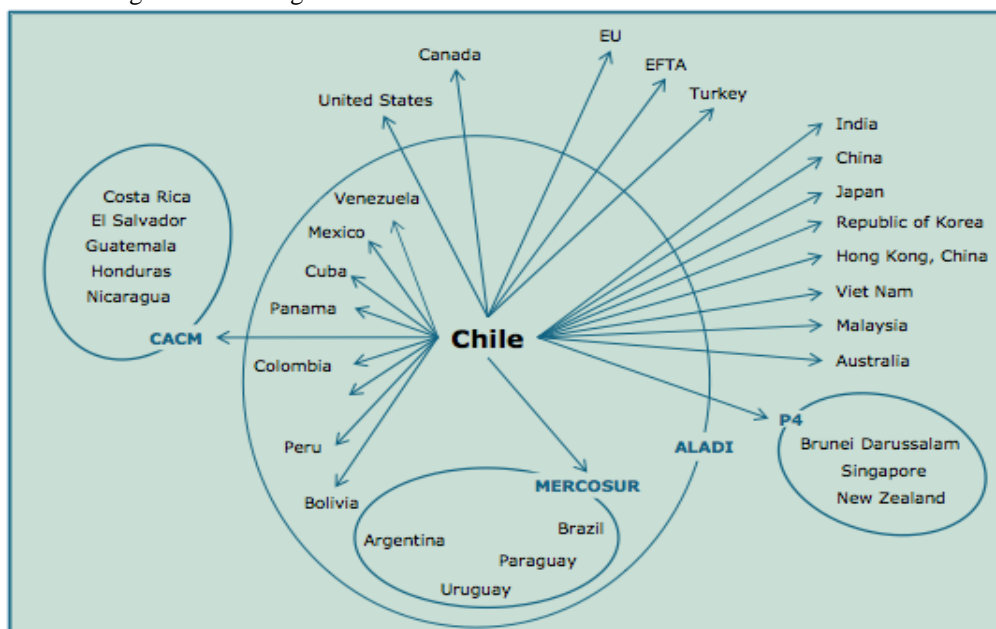 EU
Canada
EFTA
United States
Turkey
India
China
Japan
Republic of Korea
Hong Kong, China
Viet Nam
Malaysia
Australia
Costa Rica
El Salvador
Guatemala
Honduras
Nicaragua
CACM
Venezuela
Mexico
Cuba
Panama
Colombia
Peru
Bolivia
Chile
ALADI
P4
Brunei Darussalam
Singapore
New Zealand
MERCOSUR
Brazil
Argentina
Paraguay
Uruguay